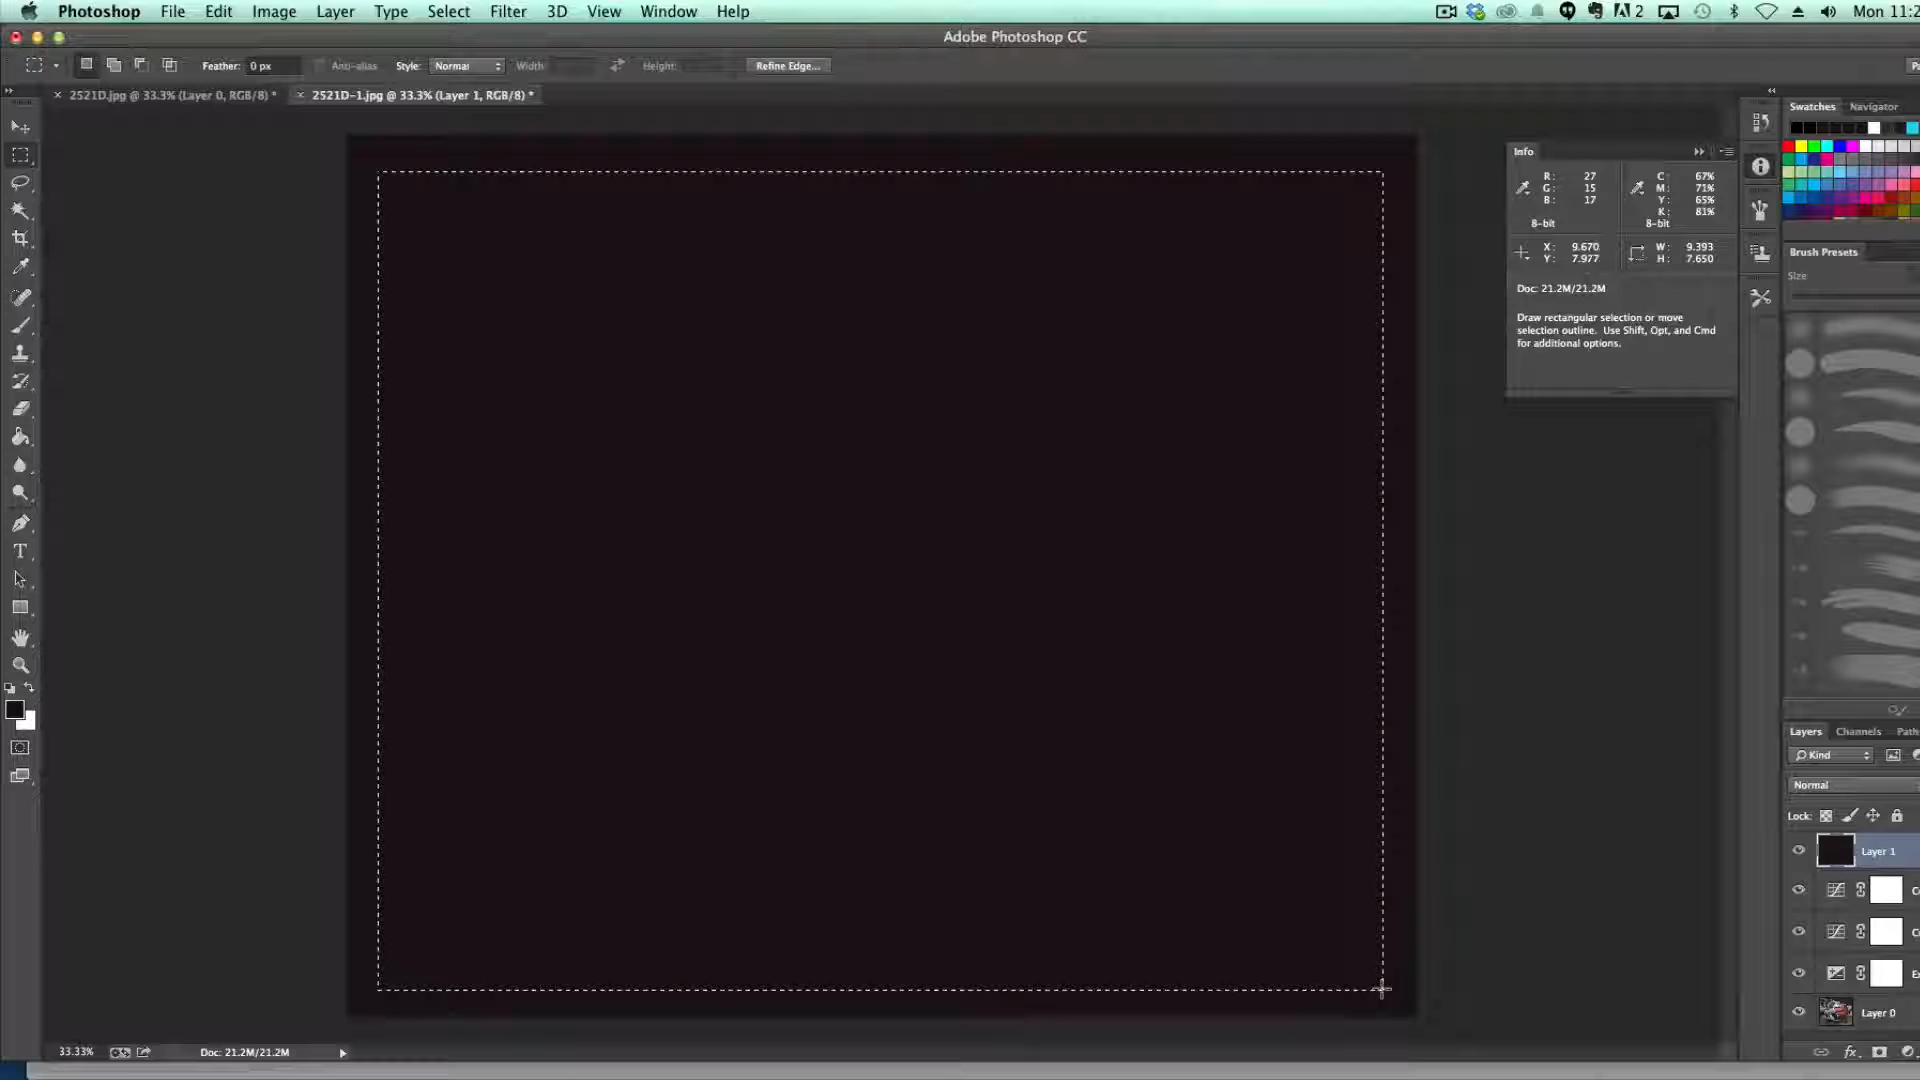 Photoshop File Edit Image Layer Type Select Filter 3D View Window Help 2 Mon 11:2
Adobe Photoshop CC
Feather: 0 px Anti-alias Style: Normal Width: Height: Refine Edge...
2521D.jpg @ 33.3% (Layer 0, RGB/8) * 2521D-1.jpg @ 33.3% (Layer 1, RGB/8) *
Swatches Navigator
Info
R: 27 C: 67%
G: 15 M: 71%
B: 17 Y: 65%
K: 81%
8-bit 8-bit
X: 9.670 W: 9.393
Y: 7.977 H: 7.650
Doc: 21.2M/21.2M
Draw rectangular selection or move
selection outline. Use Shift, Opt, and Cmd
for additional options.
Brush Presets
Size
T
Layers Channels Path
Kind
Normal
Lock:
Layer 1
Layer 0
fx
33.33% Doc: 21.2M/21.2M